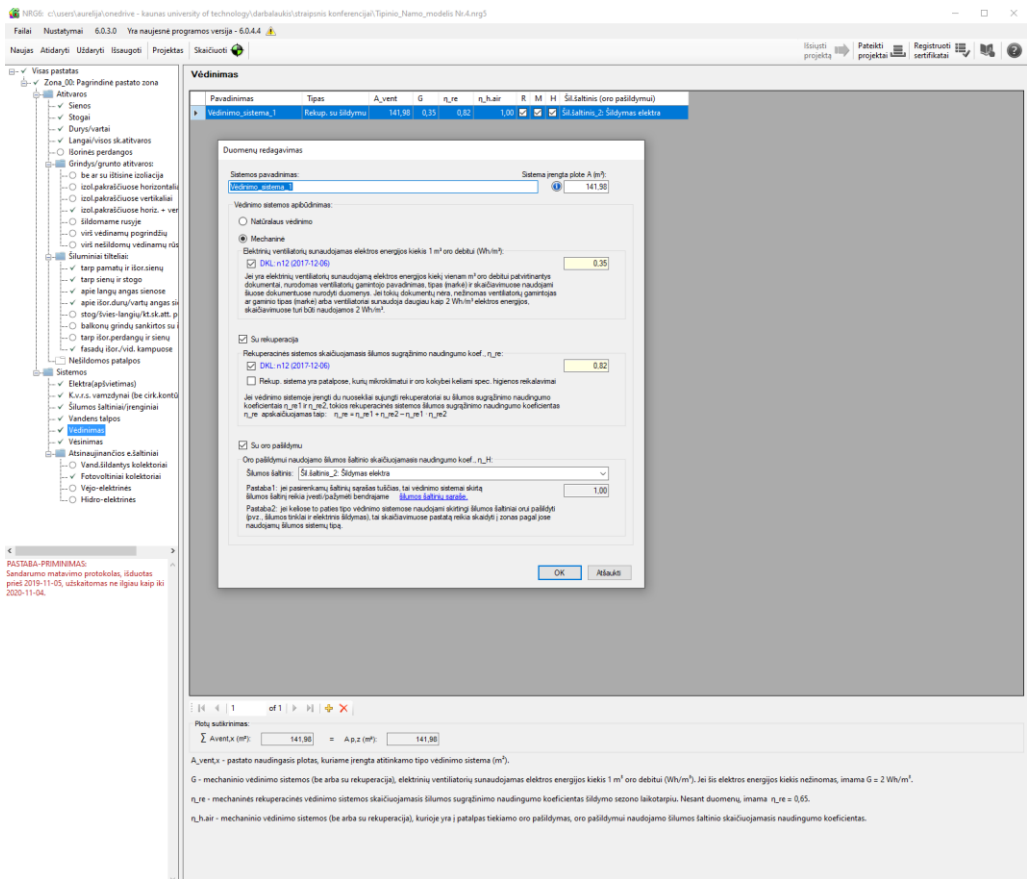 NRG6: c:\users\aurelija\onedrive - kaunas university of technology\darbalaukis\straipsnis konferencijai\Tipinio_Namo_modelis Nr.4.nrg5
Failai Nustatymai 6.0.3.0 Yra naujesnė programos versija - 6.0.4.4
Naujas Atidaryti Uždaryti Išsaugoti Projektas Skaičiuoti
Išsiųsti projektą
Pateikti projektai
Registruoti sertifikatai
Visas pastatas
Zona_00: Pagrindinė pastato zona
Atitvaros
Sienos
Stogai
Durys/vartai
Langai/visos sk.atitvaros
Išorinės perdangos
Grindys/grunto atitvaros:
be ar su ištisine izoliacija
izol.pakraščiuose horizontalia
izol.pakraščiuose vertikaliai
izol.pakraščiuose horiz. + ver
šildomame rusyje
virš vėdinamų pogrindžių
virš nešildomų vėdinamų rūs
Šiluminiai tilteliai:
tarp pamatų ir išor.sienų
tarp sienų ir stogo
apie langų angas sienose
apie išor.durų/vartų angas si
stog/švies-langių/kt.sk.att. p
balkonų grindų sankirtos su i
tarp išor.perdangų ir sienų
fasadų išor./vid. kampuose
Nešildomos patalpos
Sistemos
Elektra(apšvietimas)
K.v.r.s. vamzdynai (be cirk.kontū
Šilumos šaltiniai/įrenginiai
Vandens talpos
Vėdinimas
Vėsinimas
Atsinaujinančios e.šaltiniai
Vand.šildantys kolektoriai
Fotovoltiniai kolektoriai
Vėjo-elektrinės
Hidro-elektrinės
PASTABA-PRIMINIMAS:
Sandarumo matavimo protokolas, išduotas
prieš 2019-11-05, užskaitomas ne ilgiau kaip iki
2020-11-04.
Vėdinimas
Pavadinimas Tipas A_vent G η_re η_h.air R M H Šil.šaltinis (oro pašildymui)
Vėdinimo_sistema_1 Rekup. su šildymu 141,98 0,35 0,82 1,00 Šil.šaltinis_2: Šildymas elektra
Duomenų redagavimas
Sistemos pavadinimas: Sistema įrengta plote A (m²):
Vėdinimo_sistema_1 141,98
Vėdinimo sistemos apibūdinimas:
Natūralaus vėdinimo
Mechaninė
Elektrinių ventiliatorių sunaudojamas elektros energijos kiekis 1 m³ oro debitui (Wh/m³):
DKL: n12 (2017-12-06) 0,35
Jei yra elektrinių ventiliatorių sunaudojamą elektros energijos kiekį vienam m³ oro debitui patvirtinantys
dokumentai, nurodomas ventiliatorių gamintojo pavadinimas, tipas (markė) ir skaičiavimuose naudojami
šiuose dokumentuose nurodyti duomenys. Jei tokių dokumentų nėra, nežinomas ventiliatorių gamintojas
ar gaminio tipas (markė) arba ventiliatoriai sunaudoja daugiau kaip 2 Wh/m³ elektros energijos,
skaičiavimuose turi būti naudojamos 2 Wh/m³.
Su rekuperacija
Rekuperacinės sistemos skaičiuojamasis šilumos sugrąžinimo naudingumo koef., η_re:
DKL: n12 (2017-12-06) 0,82
Rekup. sistema yra patalpose, kurių mikroklimatui ir oro kokybei keliami spec. higienos reikalavimai
Jei vėdinimo sistemoje įrengti du nuosekliai sujungti rekuperatoriai su šilumos sugrąžinimo naudingumo
koeficientais η_re1 ir η_re2, tokios rekuperacinės sistemos šilumos sugrąžinimo naudingumo koeficientas
η_re apskaičiuojamas taip: η_re = η_re1 + η_re2 – η_re1 · η_re2
Su oro pašildymu
Oro pašildymui naudojamo šilumos šaltinio skaičiuojamasis naudingumo koef., η_H:
Šilumos šaltinis: Šil.šaltinis_2: Šildymas elektra
Pastaba1: jei pasirenkamų šaltinių sąrašas tuščias, tai vėdinimo sistemai skirtą 1,00
šilumos šaltinį reikia įvesti/pažymėti bendrajame šilumos šaltinių sąraše.
Pastaba2: jei keliose to paties tipo vėdinimo sistemose naudojami skirtingi šilumos šaltiniai orui pašildyti
(pvz., šilumos tinklai ir elektrinis šildymas), tai skaičiavimuose pastatą reikia skaidyti į zonas pagal jose
naudojamų šilumos sistemų tipą.
OK Atšaukti
1 of 1
Plotų sutikrinimas:
∑ Avent,x (m²): 141,98 = A.p,z (m²): 141,98
A_vent,x - pastato naudingasis plotas, kuriame įrengta atitinkamo tipo vėdinimo sistema (m²).
G - mechaninio vėdinimo sistemos (be arba su rekuperacija), elektrinių ventiliatorių sunaudojamas elektros energijos kiekis 1 m³ oro debitui (Wh/m³). Jei šis elektros energijos kiekis nežinomas, imama G = 2 Wh/m³.
η_re - mechaninės rekuperacinės vėdinimo sistemos skaičiuojamasis šilumos sugrąžinimo naudingumo koeficientas šildymo sezono laikotarpiu. Nesant duomenų, imama η_re = 0,65.
η_h.air - mechaninio vėdinimo sistemos (be arba su rekuperacija), kurioje yra į patalpas tiekiamo oro pašildymas, oro pašildymui naudojamo šilumos šaltinio skaičiuojamasis naudingumo koeficientas.